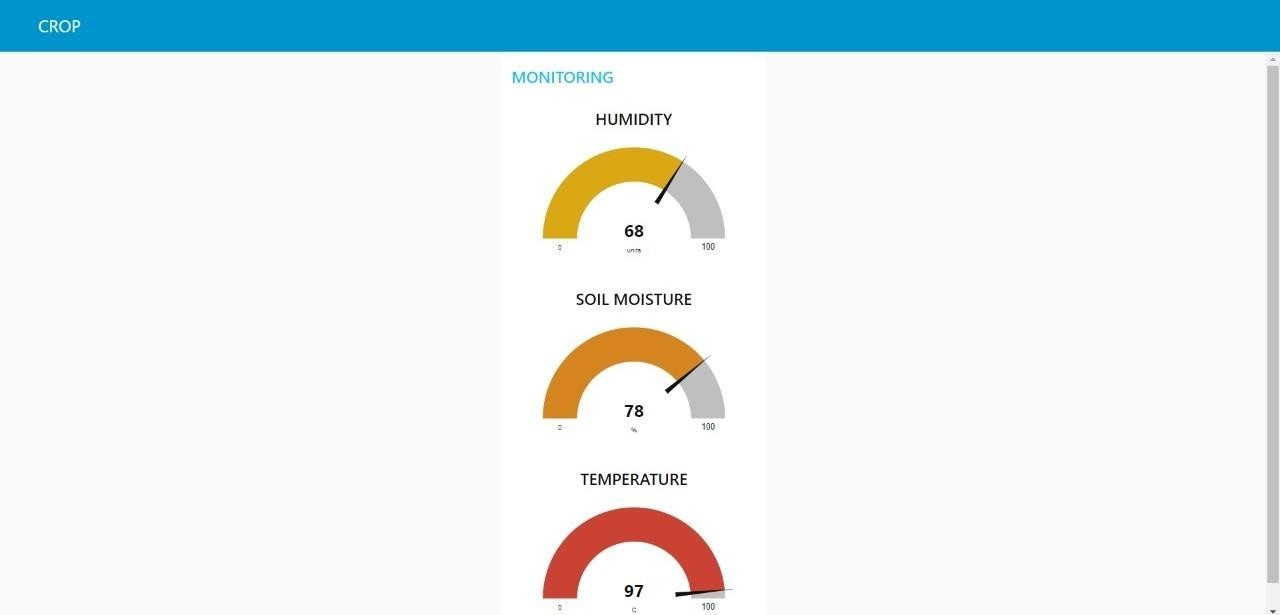 CROP
MONITORING
HUMIDITY
68
0
units
100
SOIL MOISTURE
78
0
%
100
TEMPERATURE
97
0
C
100